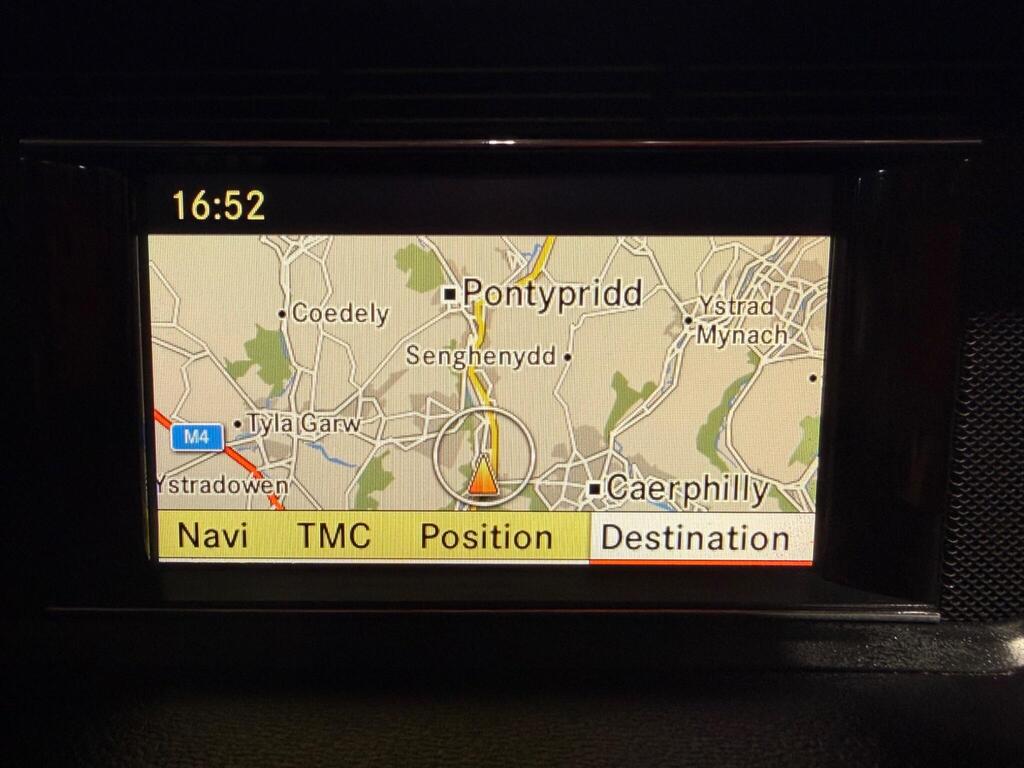 16:52
Pontypridd
Coedely
Ystrad
Mynach
Senghenydd
Tyla Garw
M4
Ystradowen
Caerphilly
Navi TMC Position Destination